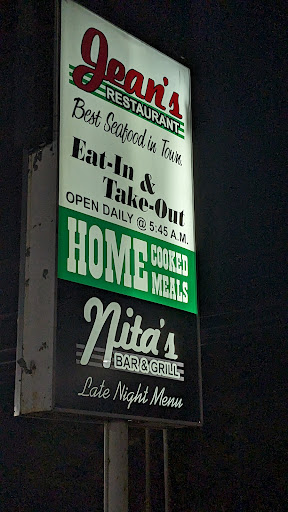 Jean's
RESTAURANT
Best Seafood in Town.
Eat-In &
Take-Out
OPEN DAILY @ 5:45 A.M.
HOME COOKED MEALS
Nita's
BAR & GRILL
Late Night Menu